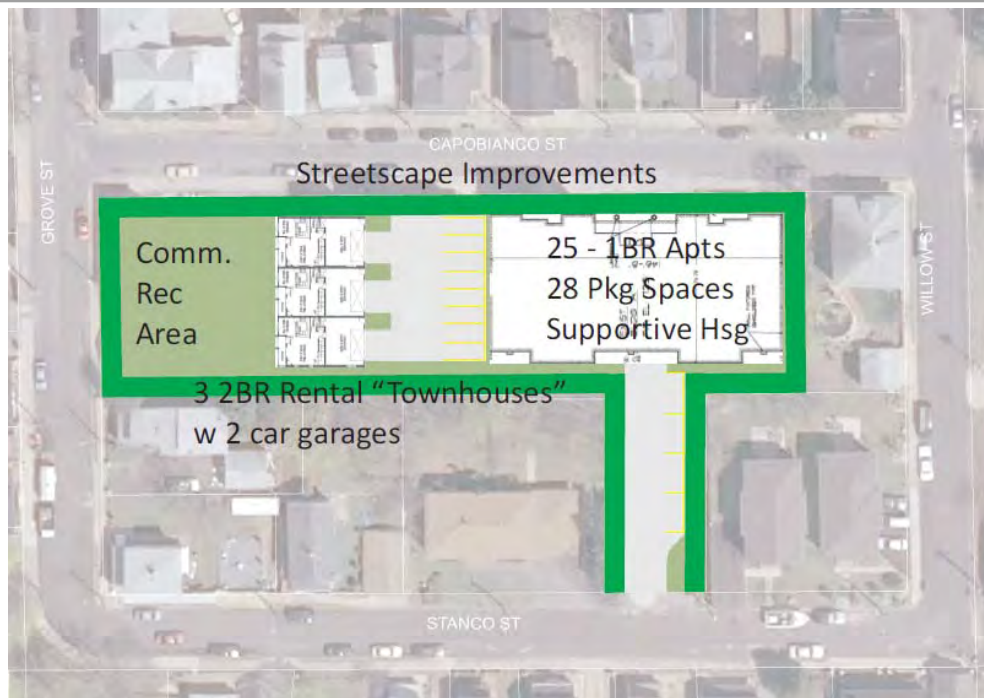 CAPOBIANCO ST
Streetscape Improvements
GROVE ST
WILLOW ST
Comm.
Rec
Area
25 - 1BR Apts
28 Pkg Spaces
Supportive Hsg
3 2BR Rental “Townhouses”
w 2 car garages
STANCO ST